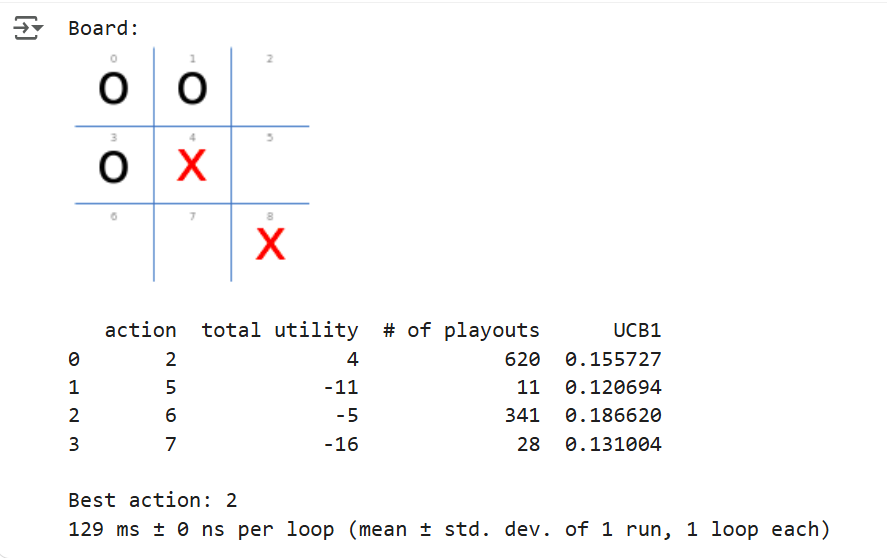 Board:
0 1 2
O O
3 4 5
O X
6 7 8
X
action total utility # of playouts UCB1
0 2 4 620 0.155727
1 5 -11 11 0.120694
2 6 -5 341 0.186620
3 7 -16 28 0.131004
Best action: 2
129 ms ± 0 ns per loop (mean ± std. dev. of 1 run, 1 loop each)